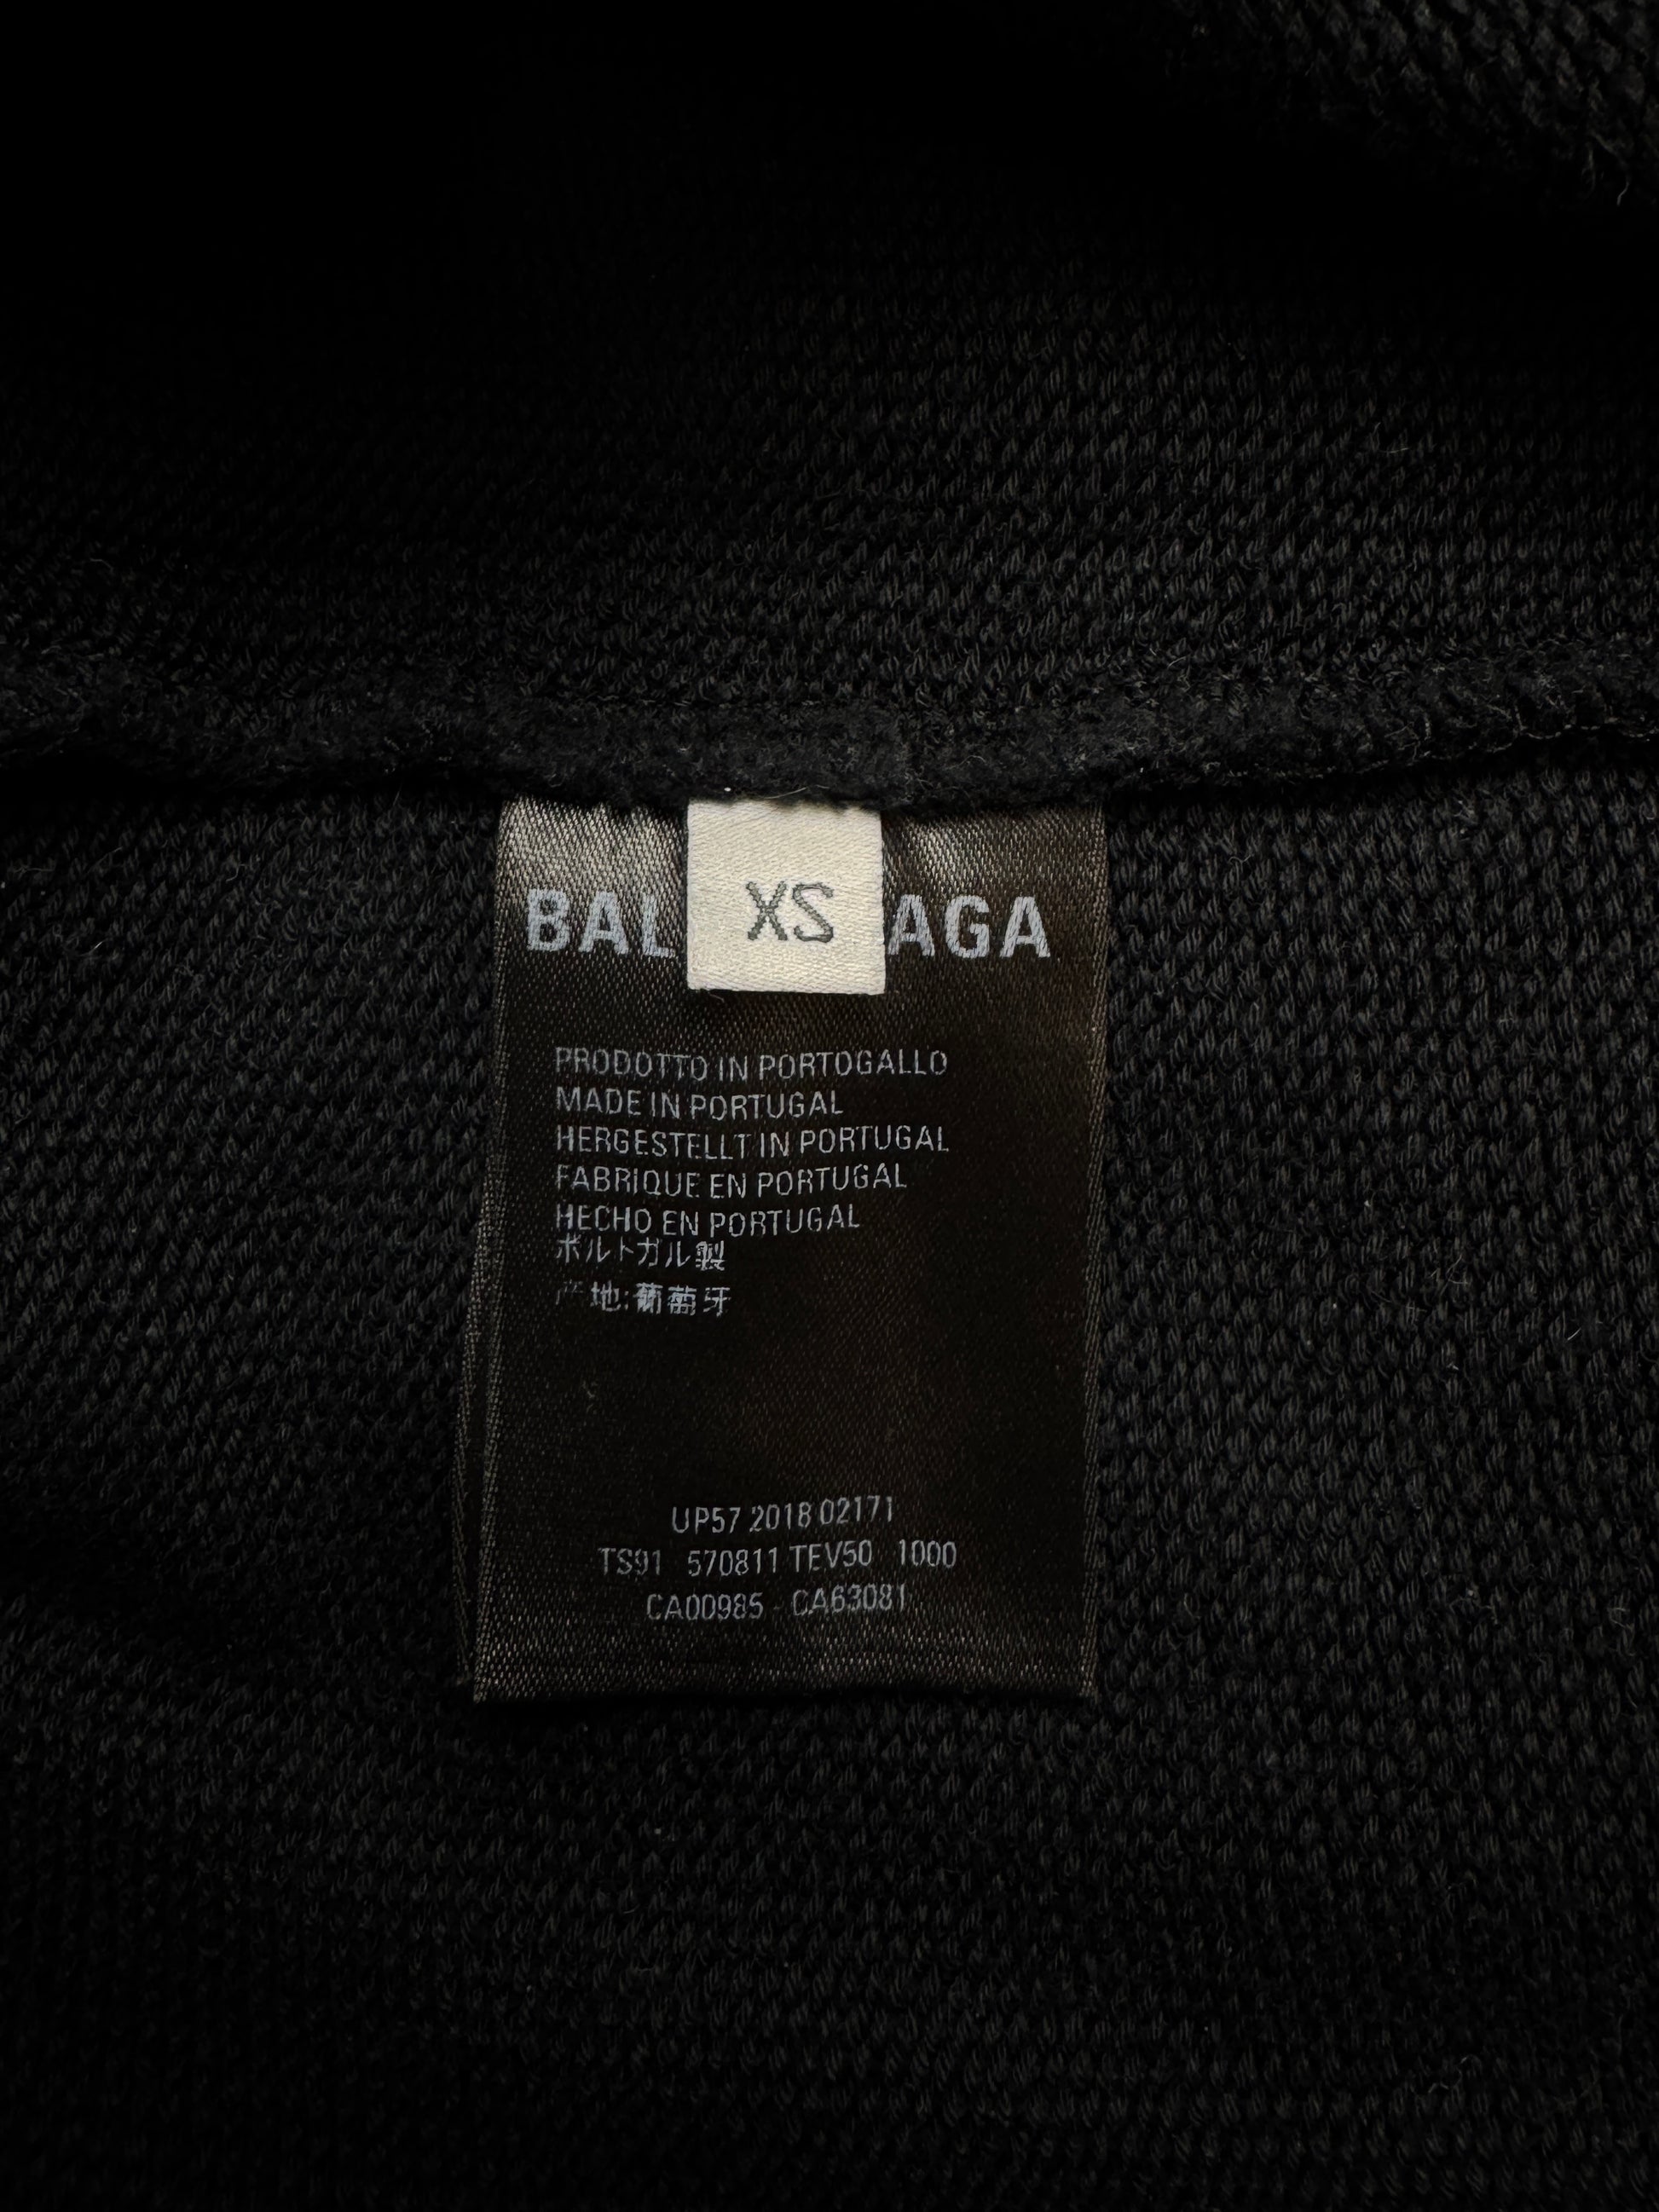 BAL XS AGA
PRODOTTO IN PORTOGALLO
MADE IN PORTUGAL
HERGESTELLT IN PORTUGAL
FABRIQUE EN PORTUGAL
HECHO EN PORTUGAL
ポルトガル製
产地:葡萄牙
UP57 2018 02171
TS91 570811 TEV50 1000
CA00985 - CA63081